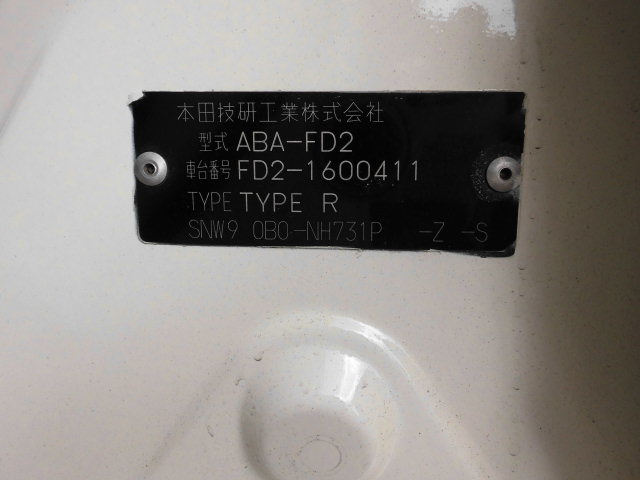 本田技研工業株式会社
型式 ABA-FD2
車台番号 FD2-1600411
TYPE TYPE R
SNW9 0B0-NH731P -Z -S